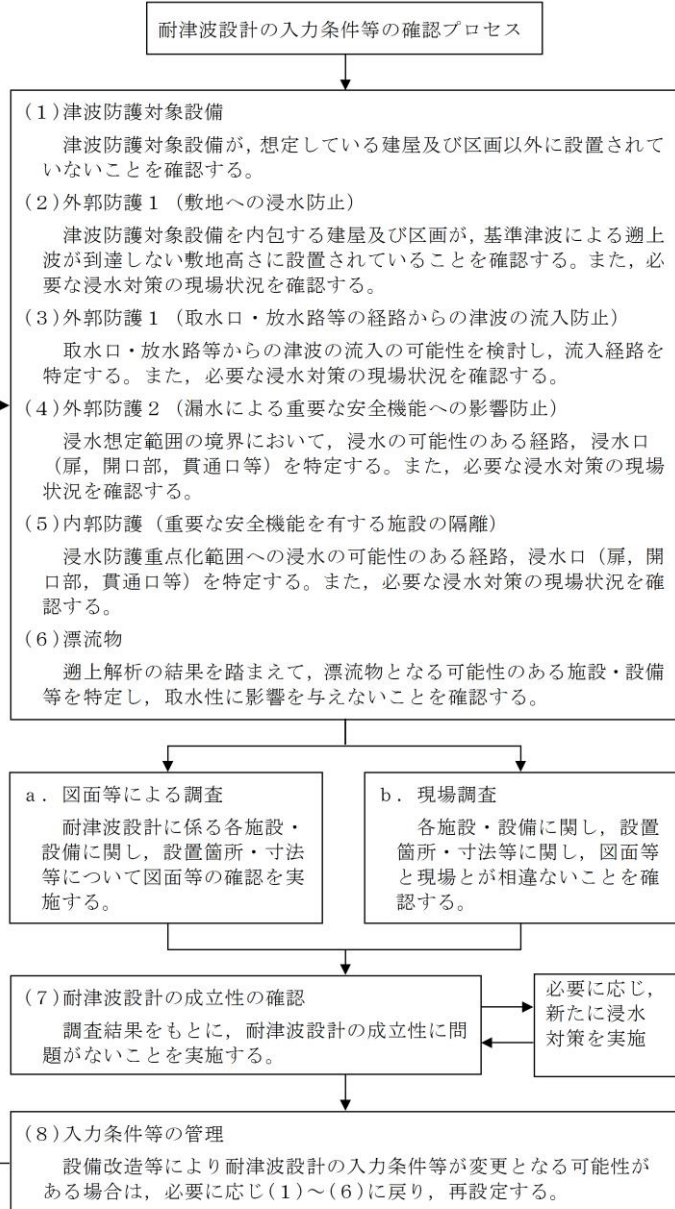 耐津波設計の入力条件等の確認プロセス
(1)津波防護対象設備
津波防護対象設備が，想定している建屋及び区画以外に設置されて
いないことを確認する。
(2)外郭防護1（敷地への浸水防止）
津波防護対象設備を内包する建屋及び区画が，基準津波による遡上
波が到達しない敷地高さに設置されていることを確認する。また，必
要な浸水対策の現場状況を確認する。
(3)外郭防護1（取水口・放水路等の経路からの津波の流入防止）
取水口・放水路等からの津波の流入の可能性を検討し，流入経路を
特定する。また，必要な浸水対策の現場状況を確認する。
(4)外郭防護2（漏水による重要な安全機能への影響防止）
浸水想定範囲の境界において，浸水の可能性のある経路，浸水口
（扉，開口部，貫通口等）を特定する。また，必要な浸水対策の現場
状況を確認する。
(5)内郭防護（重要な安全機能を有する施設の隔離）
浸水防護重点化範囲への浸水の可能性のある経路，浸水口（扉，開
口部，貫通口等）を特定する。また，必要な浸水対策の現場状況を確
認する。
(6)漂流物
遡上解析の結果を踏まえて，漂流物となる可能性のある施設・設備
等を特定し，取水性に影響を与えないことを確認する。
a．図面等による調査
耐津波設計に係る各施設・
設備に関し，設置箇所・寸法
等について図面等の確認を実
施する。
b．現場調査
各施設・設備に関し，設置
箇所・寸法等に関し，図面等
と現場とが相違ないことを確
認する。
(7)耐津波設計の成立性の確認
調査結果をもとに，耐津波設計の成立性に問
題がないことを実施する。
必要に応じ，
新たに浸水
対策を実施
(8)入力条件等の管理
設備改造等により耐津波設計の入力条件等が変更となる可能性が
ある場合は，必要に応じ(1)～(6)に戻り，再設定する。